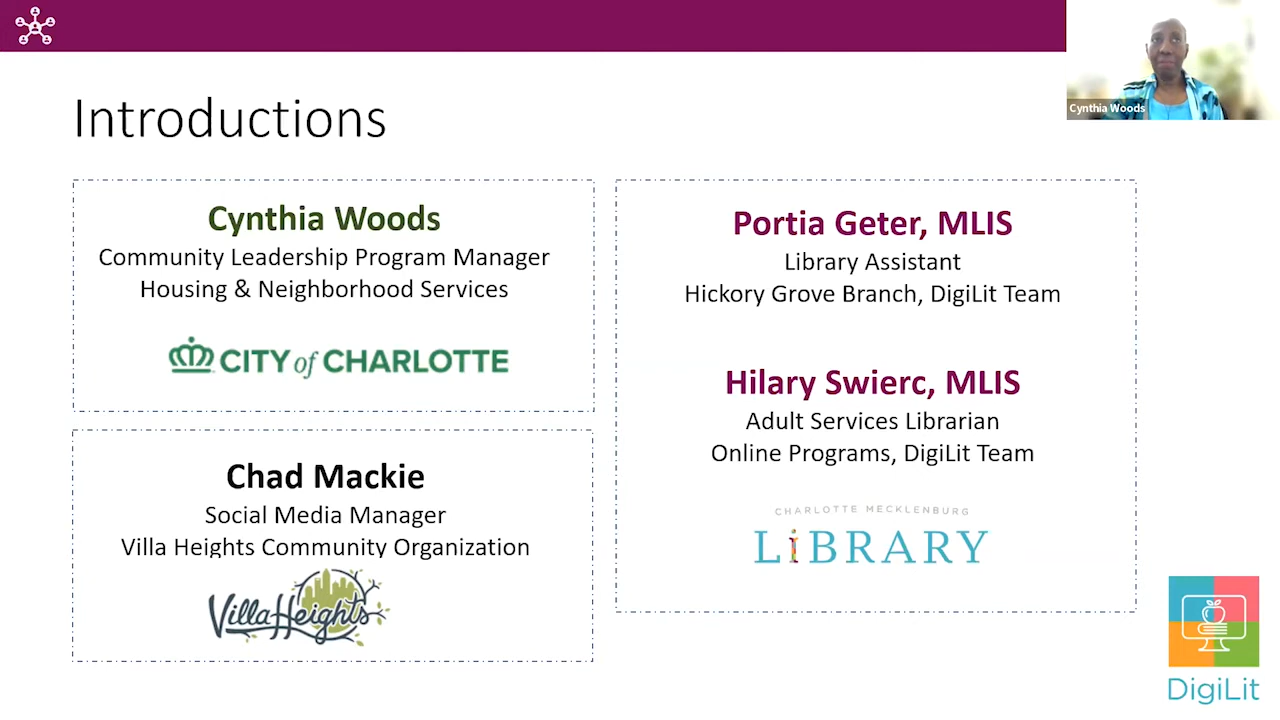 Introductions
Cynthia Woods
Cynthia Woods
Community Leadership Program Manager
Housing & Neighborhood Services
CITY of CHARLOTTE
Chad Mackie
Social Media Manager
Villa Heights Community Organization
Villa Heights
Portia Geter, MLIS
Library Assistant
Hickory Grove Branch, DigiLit Team
Hilary Swierc, MLIS
Adult Services Librarian
Online Programs, DigiLit Team
CHARLOTTE MECKLENBURG
LiBRARY
DigiLit